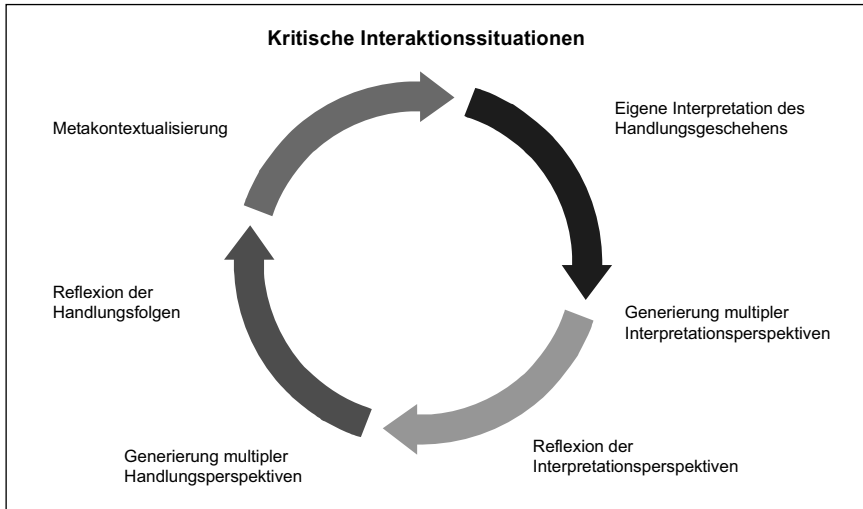 Kritische Interaktionssituationen
Eigene Interpretation des
Handlungsgeschehens
Generierung multipler
Interpretationsperspektiven
Reflexion der
Interpretationsperspektiven
Generierung multipler
Handlungsperspektiven
Reflexion der
Handlungsfolgen
Metakontextualisierung